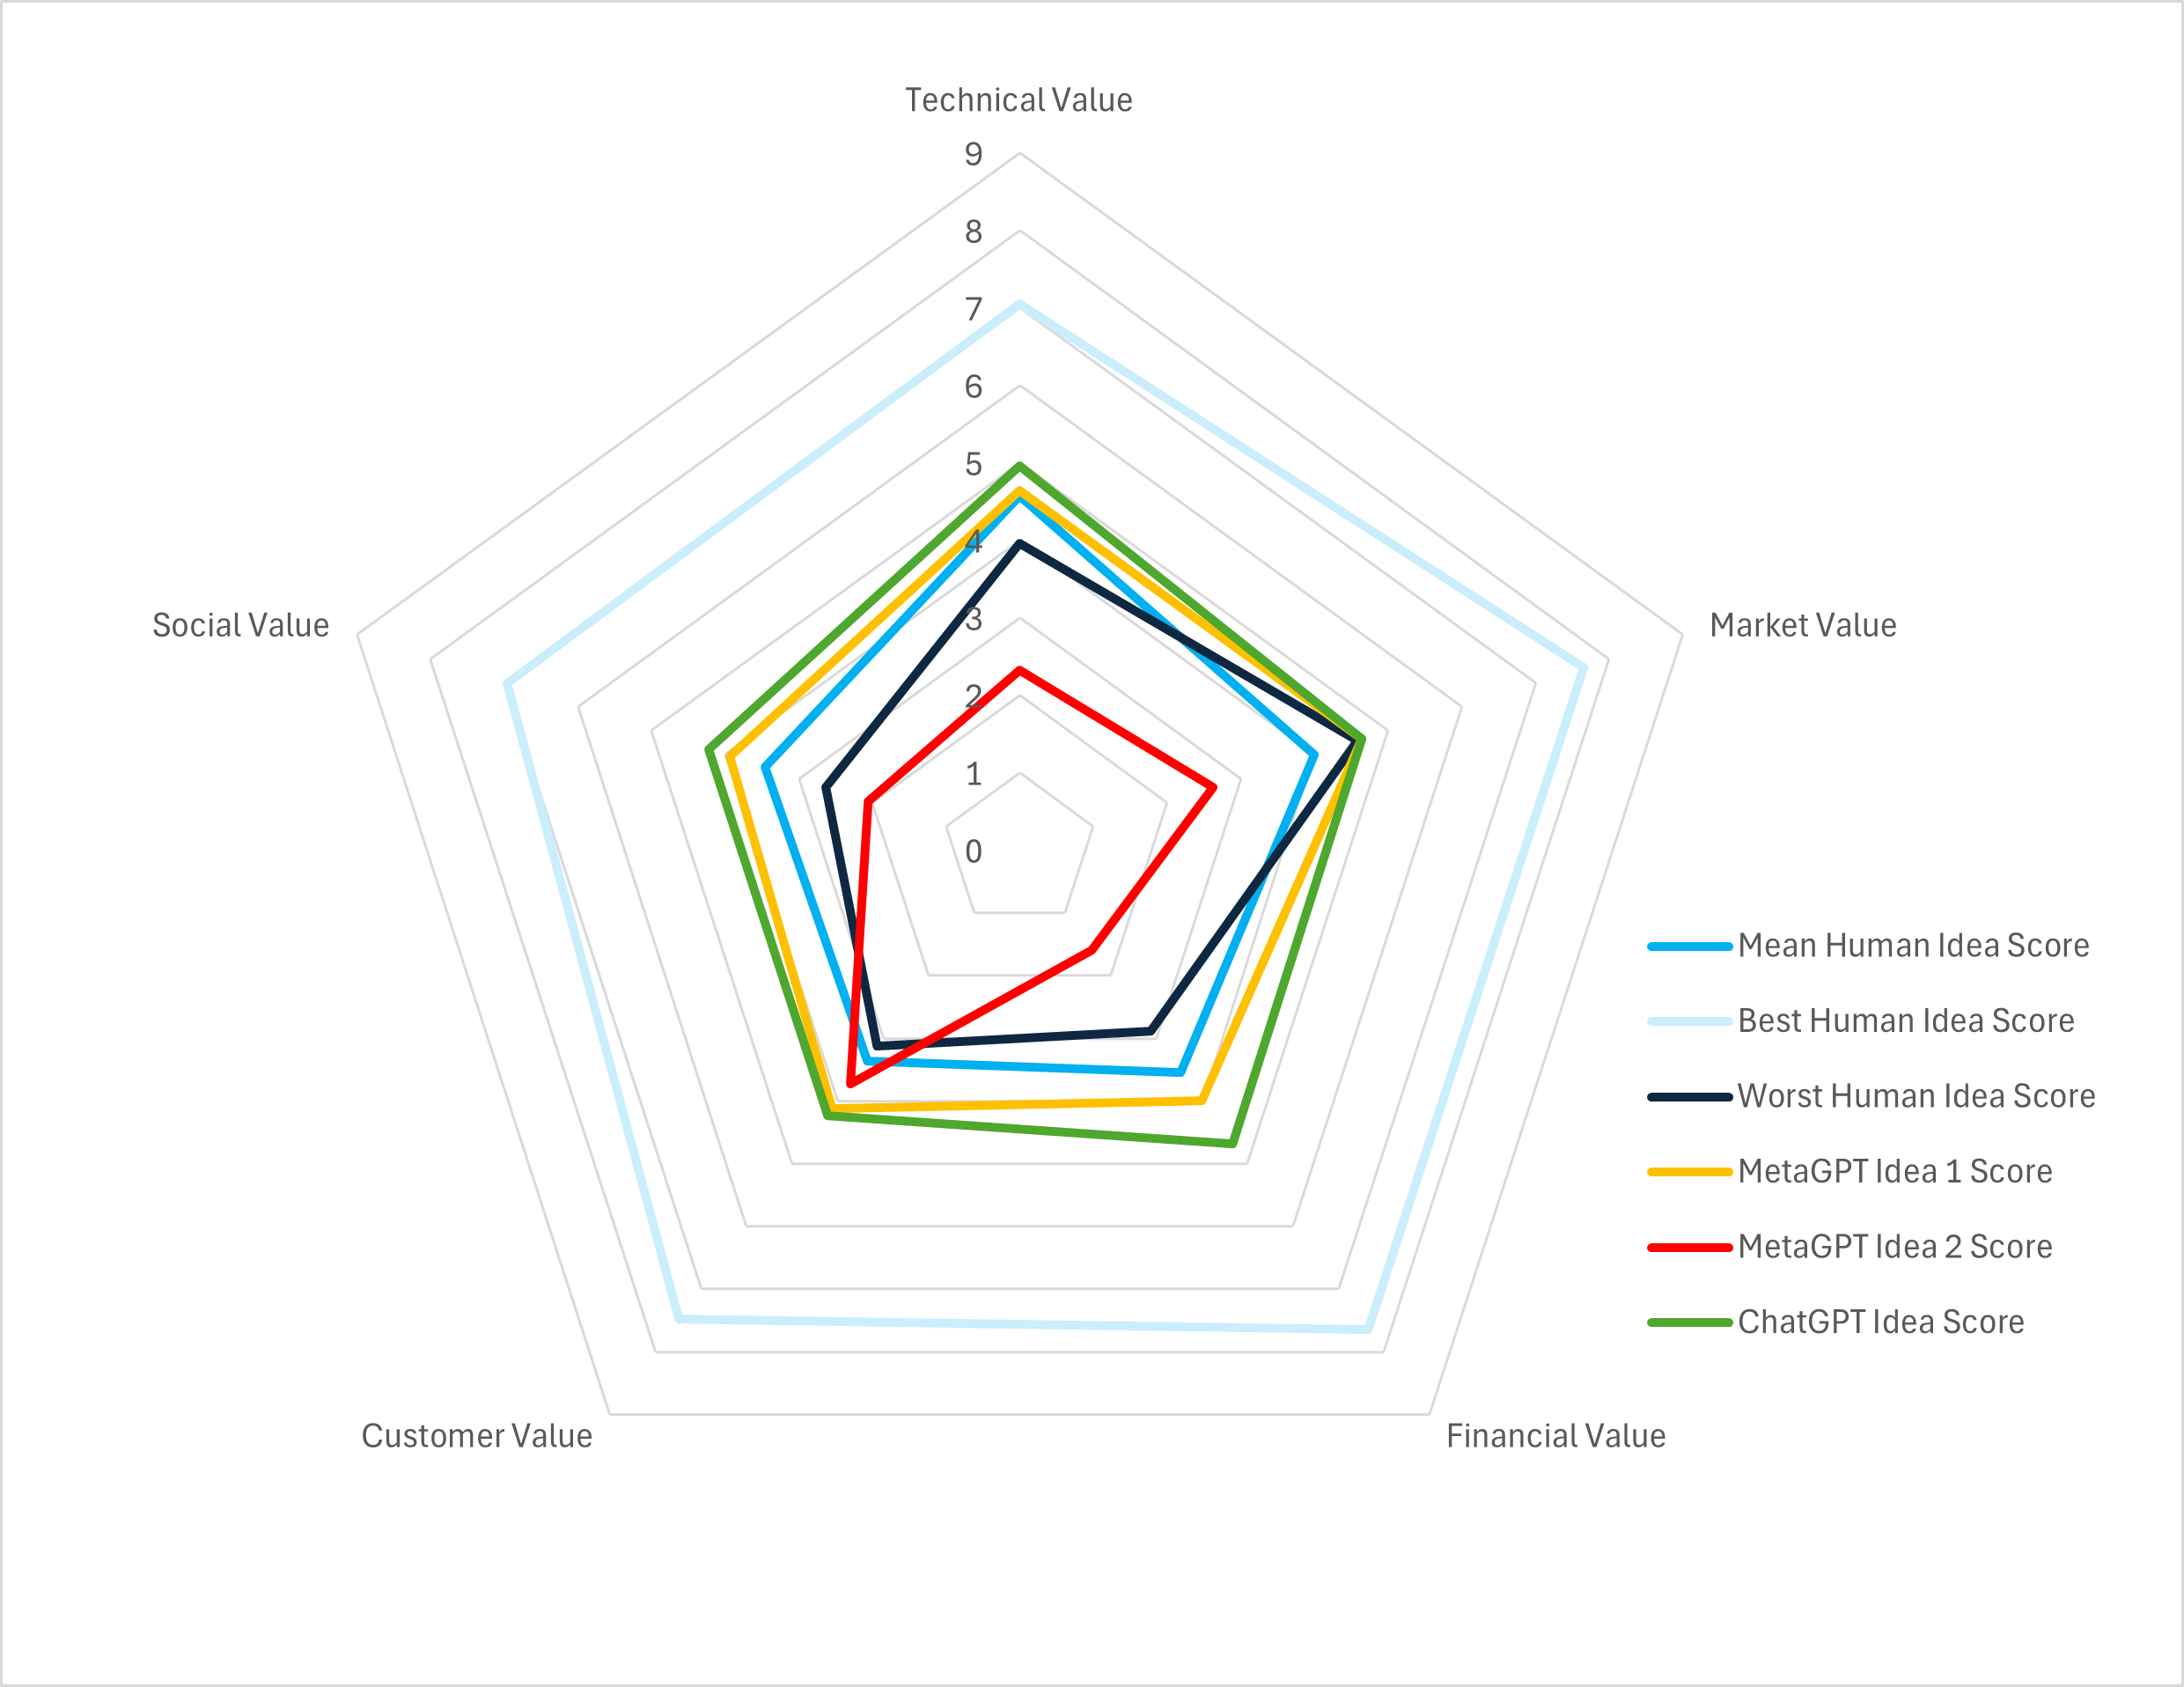 Technical Value
9
8
7
6
5
4
3
2
1
0
Social Value
Market Value
Mean Human Idea Score
Best Human Idea Score
Worst Human Idea Score
MetaGPT Idea 1 Score
MetaGPT Idea 2 Score
ChatGPT Idea Score
Customer Value
Financial Value